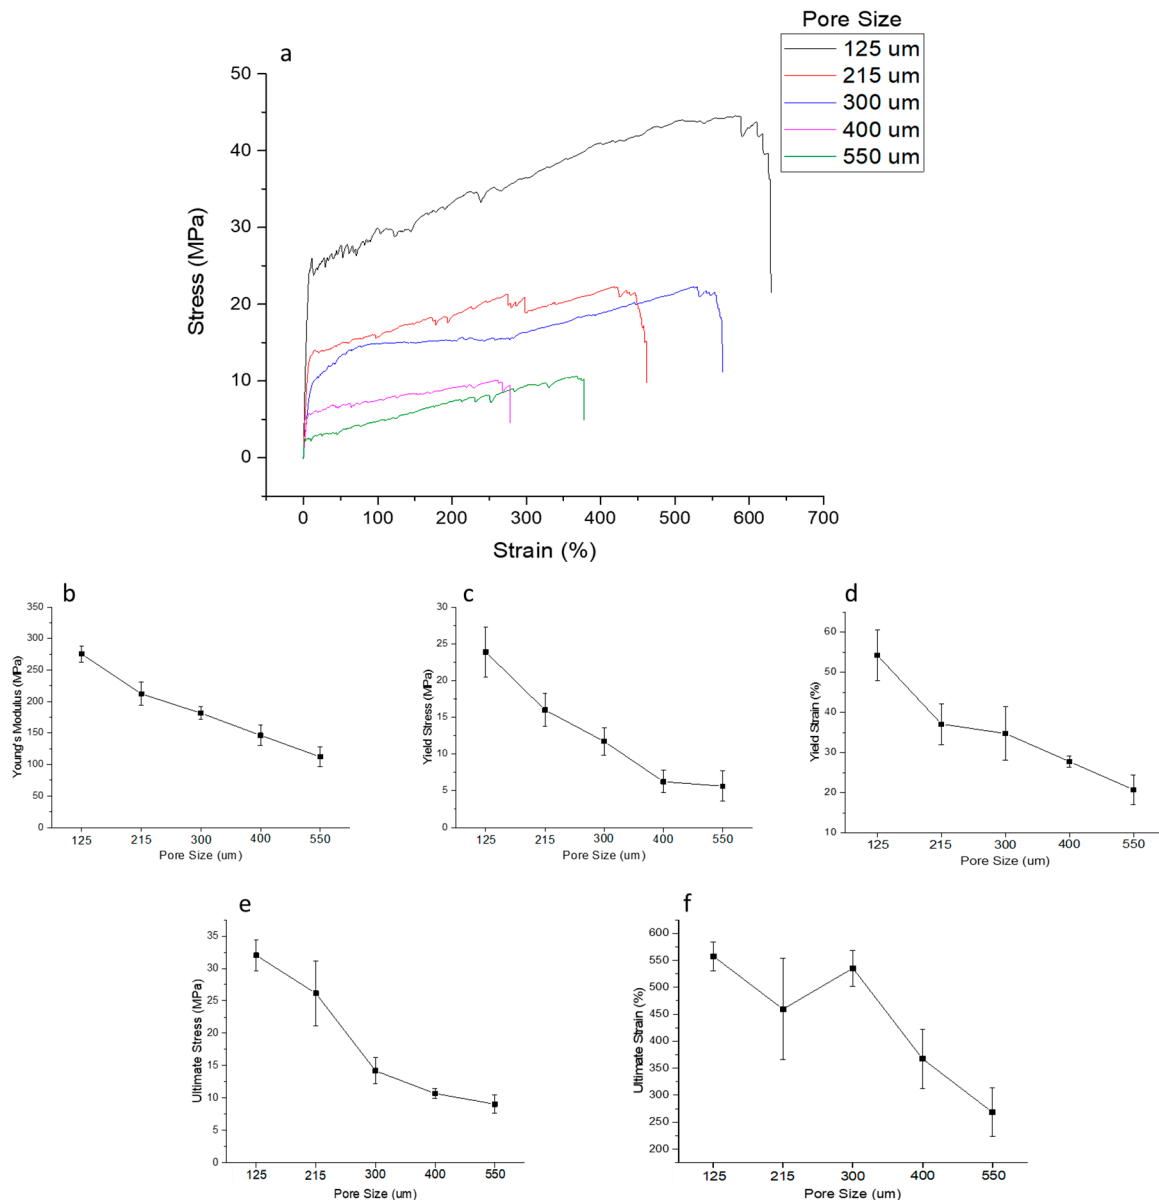 Pore Size
125 um
215 um
300 um
400 um
550 um
a
50
40
30
20
10
0
Stress (MPa)
0 100 200 300 400 500 600 700
Strain (%)
b
350
300
250
200
150
100
50
0
Young's Modulus (MPa)
125 215 300 400 550
Pore Size (um)
c
30
25
20
15
10
5
0
Yield Stress (MPa)
125 215 300 400 550
Pore Size (um)
d
60
50
40
30
20
10
Yield Strain (%)
125 215 300 400 550
Pore Size (um)
e
35
30
25
20
15
10
5
0
Ultimate Stress (MPa)
125 215 300 400 550
Pore Size (um)
f
600
550
500
450
400
350
300
250
200
Ultimate Strain (%)
125 215 300 400 550
Pore Size (um)